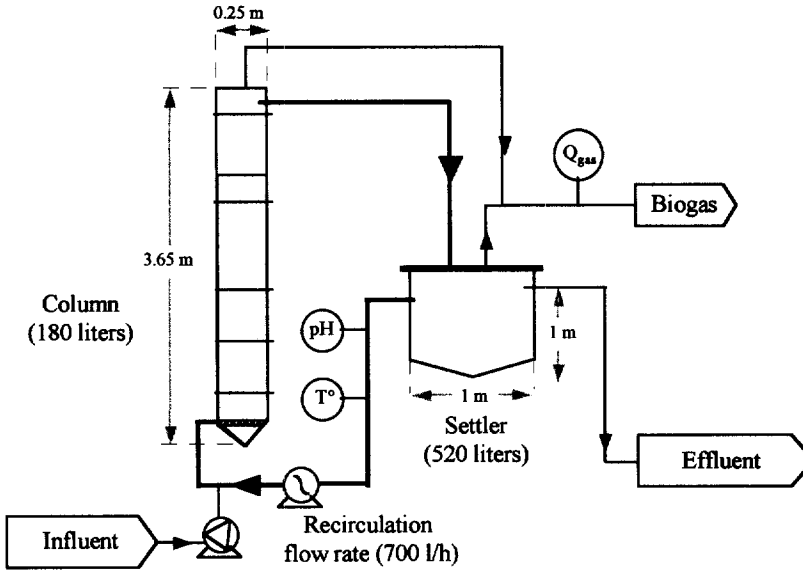 0.25 m
Q gas
Biogas
3.65 m
Column
(180 liters)
pH
1 m
T°
1 m
Settler
(520 liters)
Effluent
Recirculation
flow rate (700 l/h)
Influent